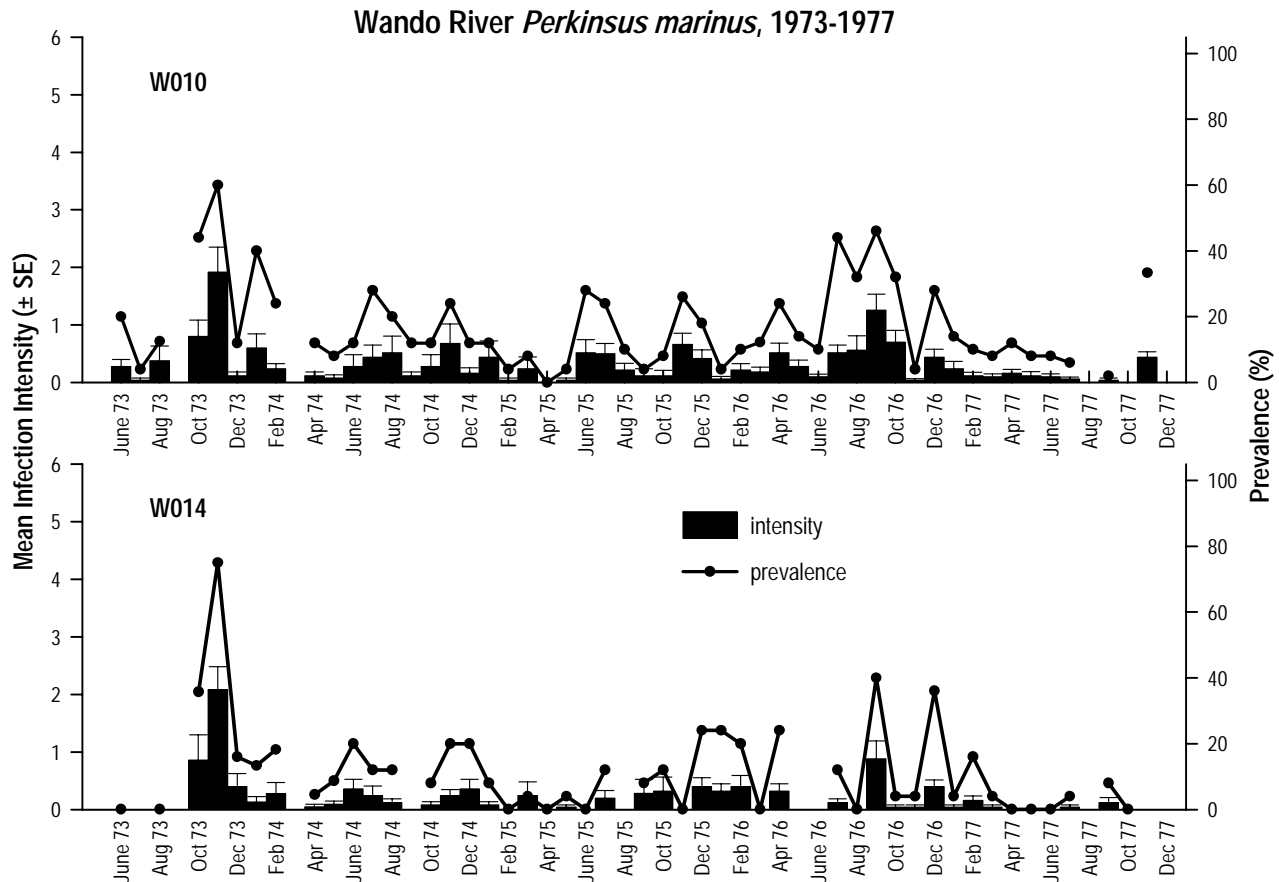 Wando River Perkinsus marinus, 1973-1977
Mean Infection Intensity (± SE)
Prevalence (%)
W010
6
5
4
3
2
1
0
100
80
60
40
20
0
June 73
Aug 73
Oct 73
Dec 73
Feb 74
Apr 74
June 74
Aug 74
Oct 74
Dec 74
Feb 75
Apr 75
June 75
Aug 75
Oct 75
Dec 75
Feb 76
Apr 76
June 76
Aug 76
Oct 76
Dec 76
Feb 77
Apr 77
June 77
Aug 77
Oct 77
Dec 77
W014
intensity
prevalence
6
5
4
3
2
1
0
100
80
60
40
20
0
June 73
Aug 73
Oct 73
Dec 73
Feb 74
Apr 74
June 74
Aug 74
Oct 74
Dec 74
Feb 75
Apr 75
June 75
Aug 75
Oct 75
Dec 75
Feb 76
Apr 76
June 76
Aug 76
Oct 76
Dec 76
Feb 77
Apr 77
June 77
Aug 77
Oct 77
Dec 77